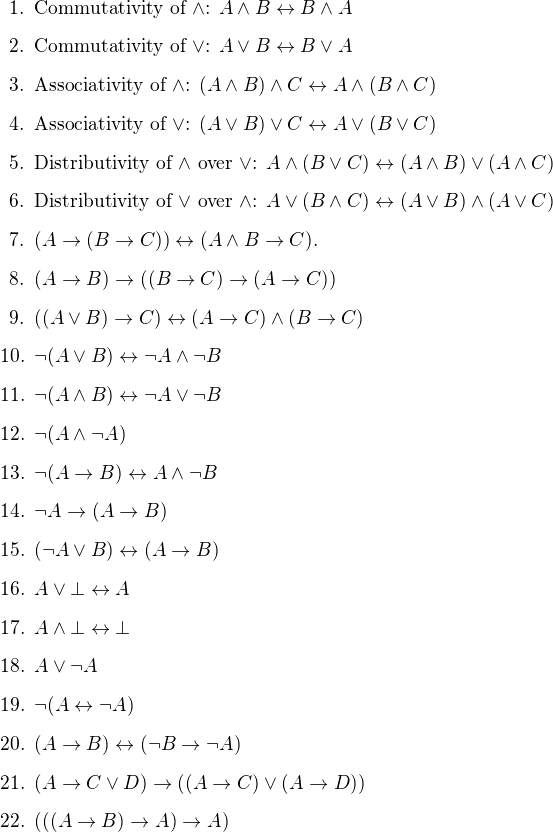 1. Commutativity of ∧: A ∧ B ↔ B ∧ A
2. Commutativity of ∨: A ∨ B ↔ B ∨ A
3. Associativity of ∧: (A ∧ B) ∧ C ↔ A ∧ (B ∧ C)
4. Associativity of ∨: (A ∨ B) ∨ C ↔ A ∨ (B ∨ C)
5. Distributivity of ∧ over ∨: A ∧ (B ∨ C) ↔ (A ∧ B) ∨ (A ∧ C)
6. Distributivity of ∨ over ∧: A ∨ (B ∧ C) ↔ (A ∨ B) ∧ (A ∨ C)
7. (A → (B → C)) ↔ (A ∧ B → C).
8. (A → B) → ((B → C) → (A → C))
9. ((A ∨ B) → C) ↔ (A → C) ∧ (B → C)
10. ¬(A ∨ B) ↔ ¬A ∧ ¬B
11. ¬(A ∧ B) ↔ ¬A ∨ ¬B
12. ¬(A ∧ ¬A)
13. ¬(A → B) ↔ A ∧ ¬B
14. ¬A → (A → B)
15. (¬A ∨ B) ↔ (A → B)
16. A ∨ ⊥ ↔ A
17. A ∧ ⊥ ↔ ⊥
18. A ∨ ¬A
19. ¬(A ↔ ¬A)
20. (A → B) ↔ (¬B → ¬A)
21. (A → C ∨ D) → ((A → C) ∨ (A → D))
22. (((A → B) → A) → A)